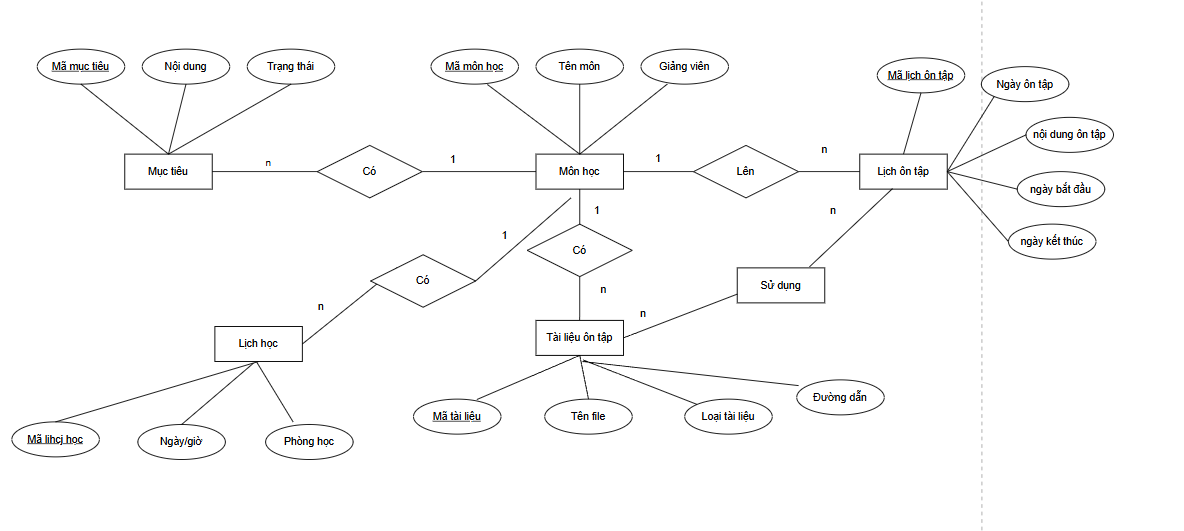 Mã mục tiêu
Nội dung
Trạng thái
Mã môn học
Tên môn
Giảng viên
Mã lịch ôn tập
Ngày ôn tập
nội dung ôn tập
ngày bắt đầu
ngày kết thúc
Mục tiêu
n
Có
1
Môn học
1
Lên
n
Lịch ôn tập
1
Có
n
1
Có
n
n
Sử dụng
n
Lịch học
Tài liệu ôn tập
Mã lihcj học
Ngày/giờ
Phòng học
Mã tài liệu
Tên file
Loại tài liệu
Đường dẫn